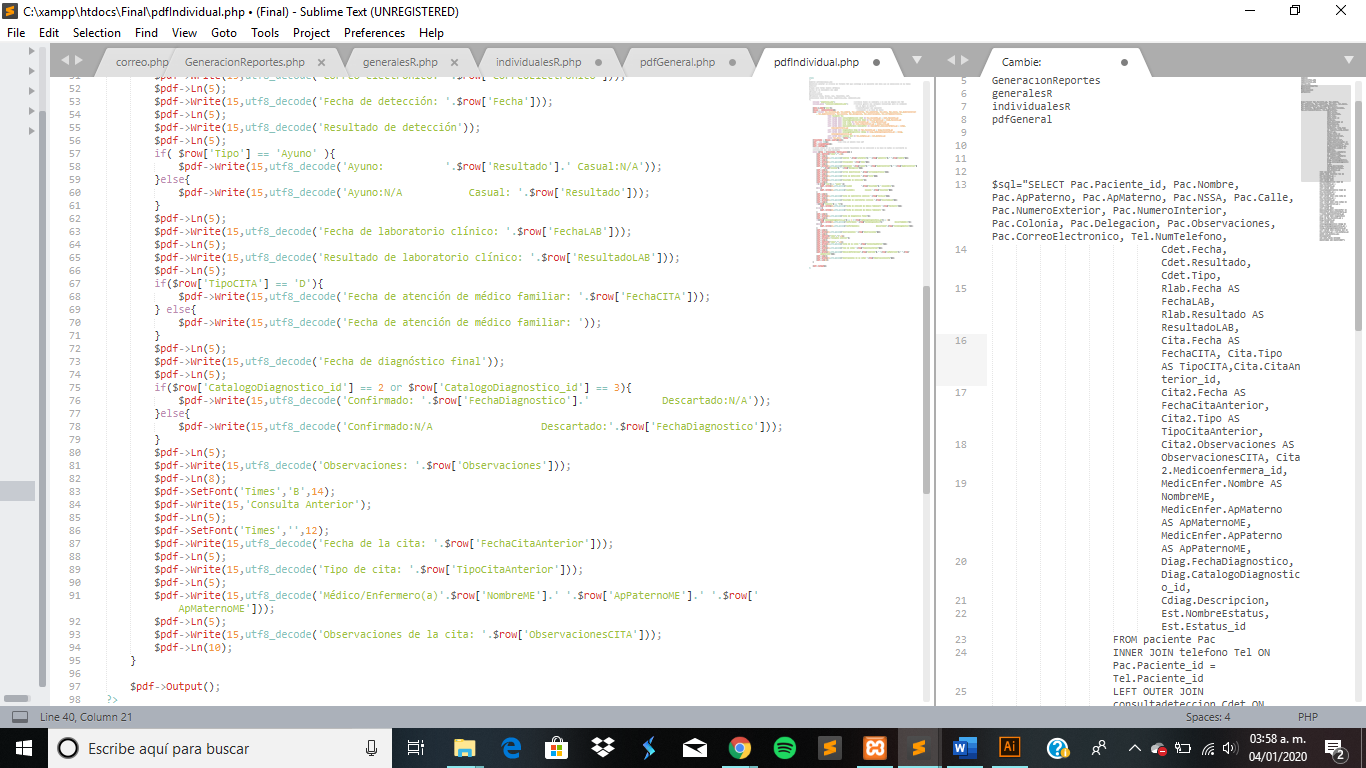 C:\xampp\htdocs\Final\pdfIndividual.php • (Final) - Sublime Text (UNREGISTERED)
File Edit Selection Find View Goto Tools Project Preferences Help
correo.php GeneracionReportes.php generalesR.php individualesR.php pdfGeneral.php pdfIndividual.php
52 $pdf->Ln(5);
53 $pdf->Write(15,utf8_decode('Fecha de detección: '.$row['Fecha']));
54 $pdf->Ln(5);
55 $pdf->Write(15,utf8_decode('Resultado de detección'));
56 $pdf->Ln(5);
57 if( $row['Tipo'] == 'Ayuno' ){
58 $pdf->Write(15,utf8_decode('Ayuno: '.$row['Resultado'].' Casual:N/A'));
59 }else{
60 $pdf->Write(15,utf8_decode('Ayuno:N/A Casual: '.$row['Resultado']));
61 }
62 $pdf->Ln(5);
63 $pdf->Write(15,utf8_decode('Fecha de laboratorio clínico: '.$row['FechaLAB']));
64 $pdf->Ln(5);
65 $pdf->Write(15,utf8_decode('Resultado de laboratorio clínico: '.$row['ResultadoLAB']));
66 $pdf->Ln(5);
67 if($row['TipoCITA'] == 'D'){
68 $pdf->Write(15,utf8_decode('Fecha de atención de médico familiar: '.$row['FechaCITA']));
69 } else{
70 $pdf->Write(15,utf8_decode('Fecha de atención de médico familiar: '));
71 }
72 $pdf->Ln(5);
73 $pdf->Write(15,utf8_decode('Fecha de diagnóstico final'));
74 $pdf->Ln(5);
75 if($row['CatalogoDiagnostico_id'] == 2 or $row['CatalogoDiagnostico_id'] == 3){
76 $pdf->Write(15,utf8_decode('Confirmado: '.$row['FechaDiagnostico'].' Descartado:N/A'));
77 }else{
78 $pdf->Write(15,utf8_decode('Confirmado:N/A Descartado:'.$row['FechaDiagnostico']));
79 }
80 $pdf->Ln(5);
81 $pdf->Write(15,utf8_decode('Observaciones: '.$row['Observaciones']));
82 $pdf->Ln(8);
83 $pdf->SetFont('Times','B',14);
84 $pdf->Write(15,'Consulta Anterior');
85 $pdf->Ln(5);
86 $pdf->SetFont('Times','',12);
87 $pdf->Write(15,utf8_decode('Fecha de la cita: '.$row['FechaCitaAnterior']));
88 $pdf->Ln(5);
89 $pdf->Write(15,utf8_decode('Tipo de cita: '.$row['TipoCitaAnterior']));
90 $pdf->Ln(5);
91 $pdf->Write(15,utf8_decode('Médico/Enfermero(a)'.$row['NombreME'].' '.$row['ApPaternoME'].' '.$row['
ApMaternoME']));
92 $pdf->Ln(5);
93 $pdf->Write(15,utf8_decode('Observaciones de la cita: '.$row['ObservacionesCITA']));
94 $pdf->Ln(10);
95 }
96
97 $pdf->Output();
98 ?>
Cambie:
5 GeneracionReportes
6 generalesR
7 individualesR
8 pdfGeneral
9
10
11
12
13 $sql="SELECT Pac.Paciente_id, Pac.Nombre,
Pac.ApPaterno, Pac.ApMaterno, Pac.NSSA, Pac.Calle,
Pac.NumeroExterior, Pac.NumeroInterior,
Pac.Colonia, Pac.Delegacion, Pac.Observaciones,
Pac.CorreoElectronico, Tel.NumTelefono,
14 Cdet.Fecha,
Cdet.Resultado,
Cdet.Tipo,
15 Rlab.Fecha AS
FechaLAB,
Rlab.Resultado AS
ResultadoLAB,
16 Cita.Fecha AS
FechaCITA, Cita.Tipo
AS TipoCITA,Cita.CitaAn
terior_id,
17 Cita2.Fecha AS
FechaCitaAnterior,
Cita2.Tipo AS
TipoCitaAnterior,
18 Cita2.Observaciones AS
ObservacionesCITA, Cita
2.Medicoenfermera_id,
19 MedicEnfer.Nombre AS
NombreME,
MedicEnfer.ApMaterno
AS ApMaternoME,
MedicEnfer.ApPaterno
AS ApPaternoME,
20 Diag.FechaDiagnostico,
Diag.CatalogoDiagnostic
o_id,
21 Cdiag.Descripcion,
22 Est.NombreEstatus,
Est.Estatus_id
23 FROM paciente Pac
24 INNER JOIN telefono Tel ON
Pac.Paciente_id =
Tel.Paciente_id
25 LEFT OUTER JOIN
consultadeteccion Cdet ON
Line 40, Column 21 Spaces: 4 PHP
Escribe aquí para buscar
03:58 a. m.
04/01/2020
2